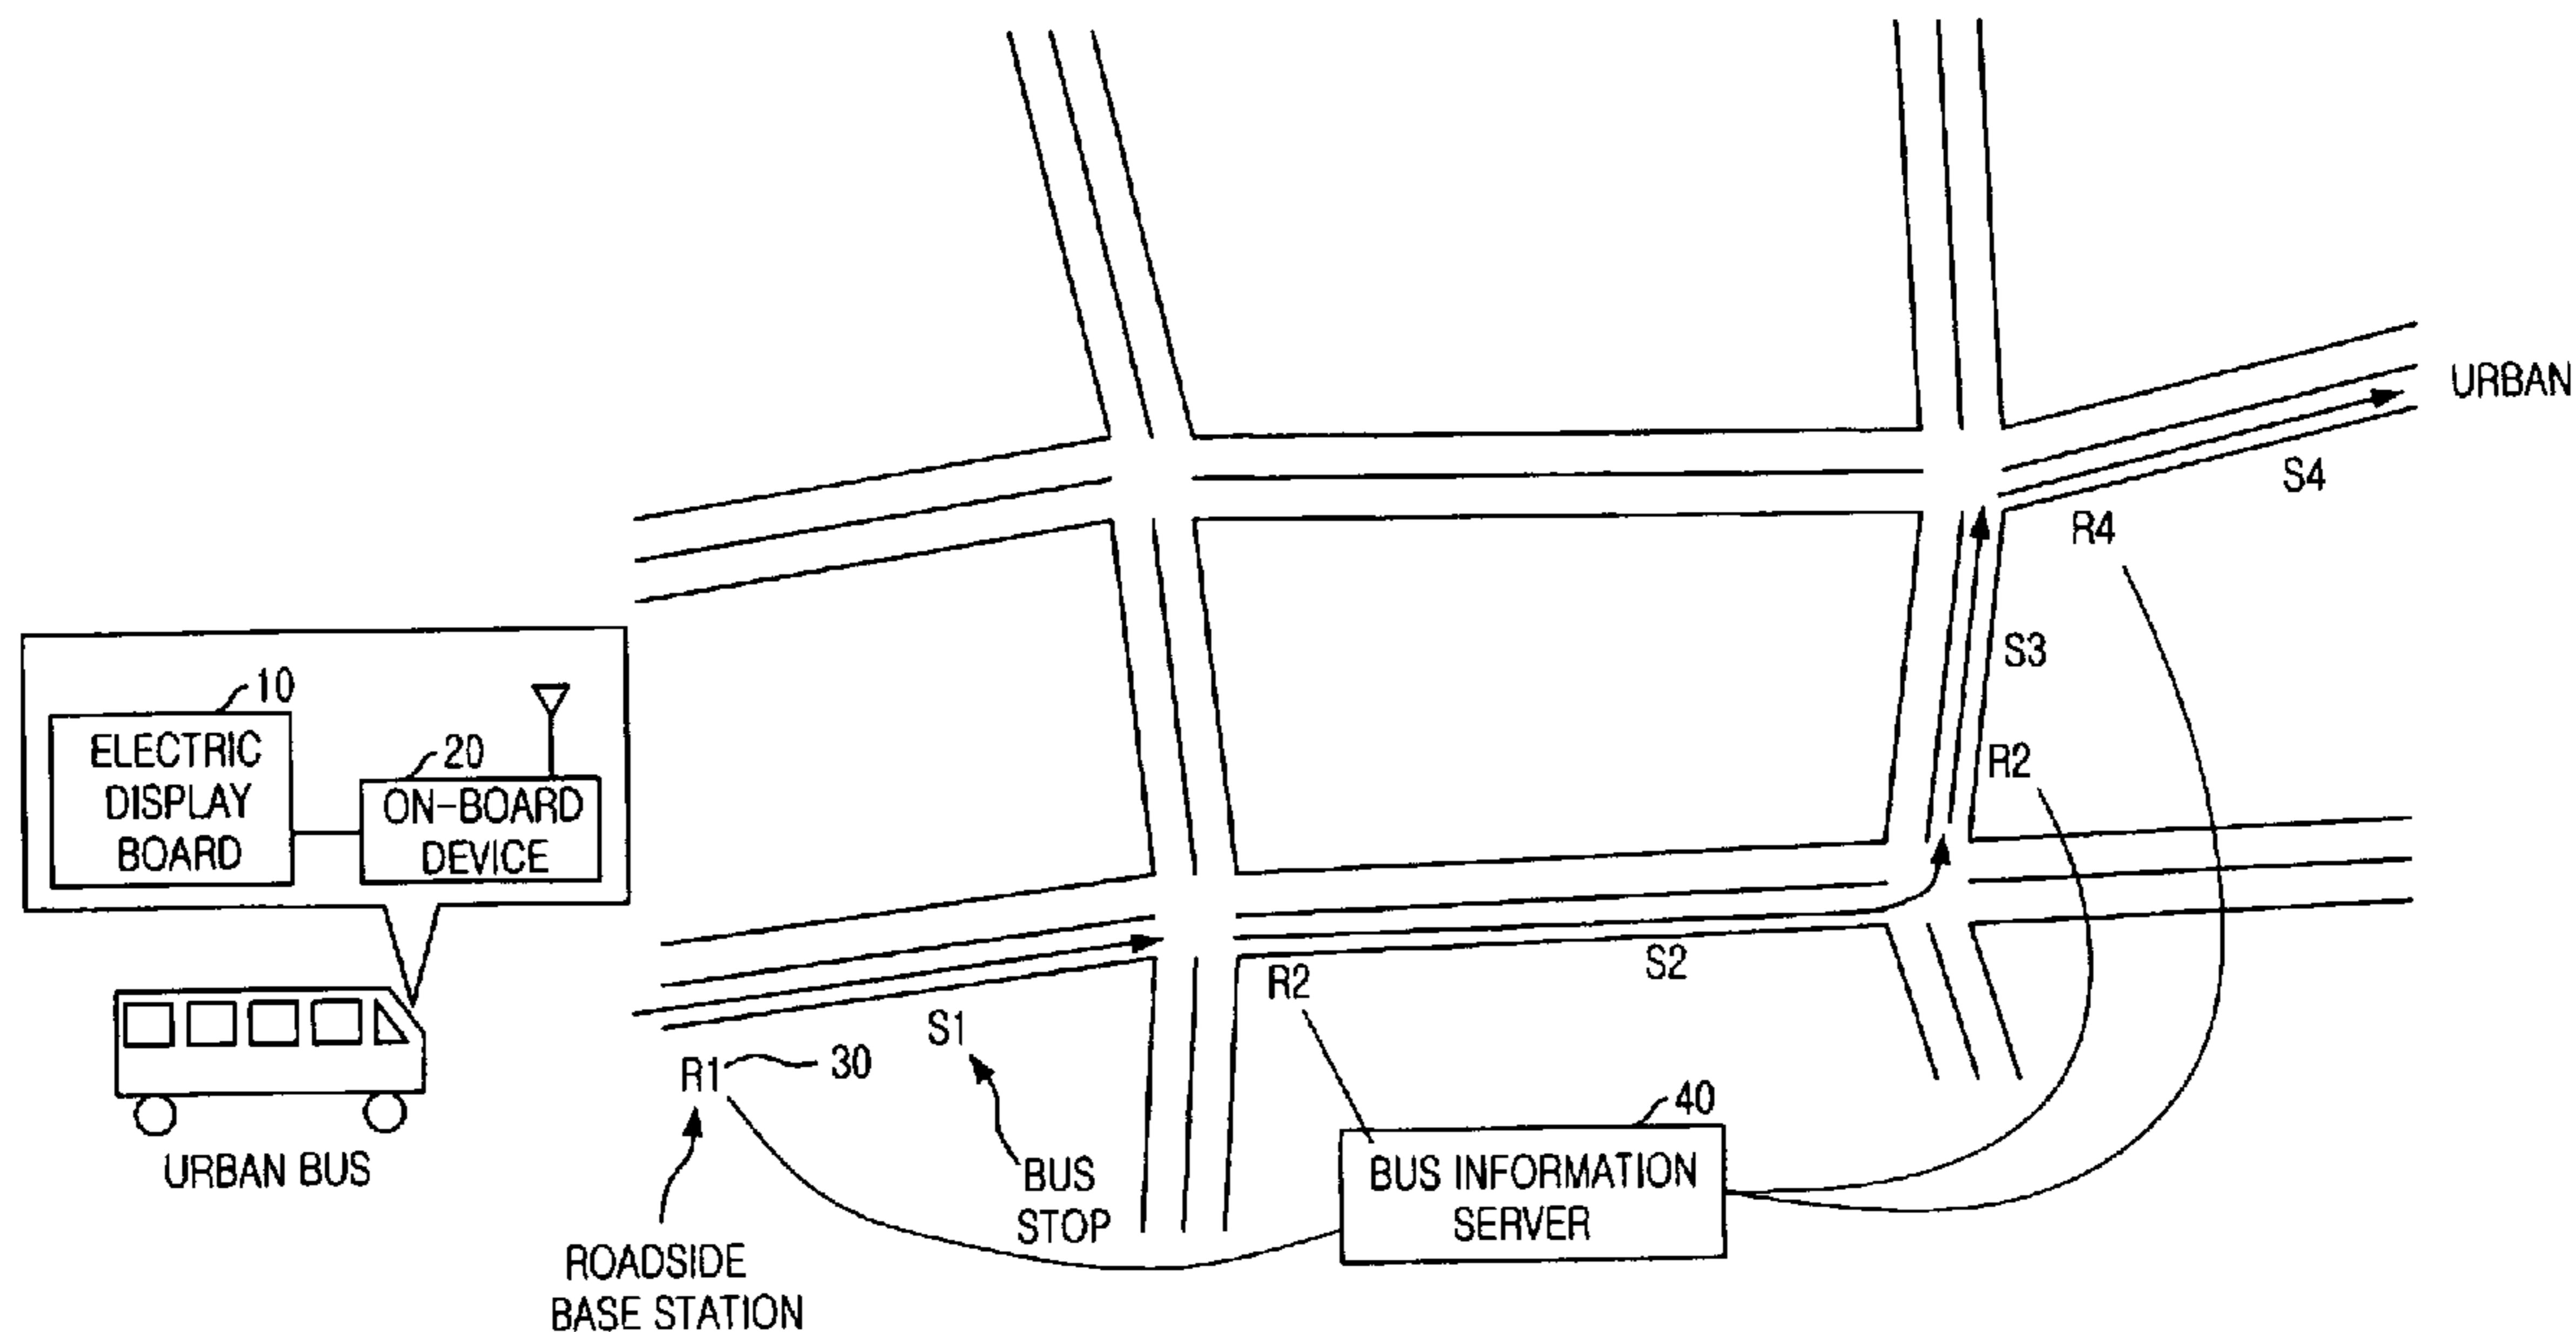 URBAN
S4
R4
S3
10
20
ELECTRIC
DISPLAY
BOARD
ON-BOARD
DEVICE
R2
S2
R2
S1
R1
30
40
BUS INFORMATION
SERVER
BUS
STOP
URBAN BUS
ROADSIDE
BASE STATION